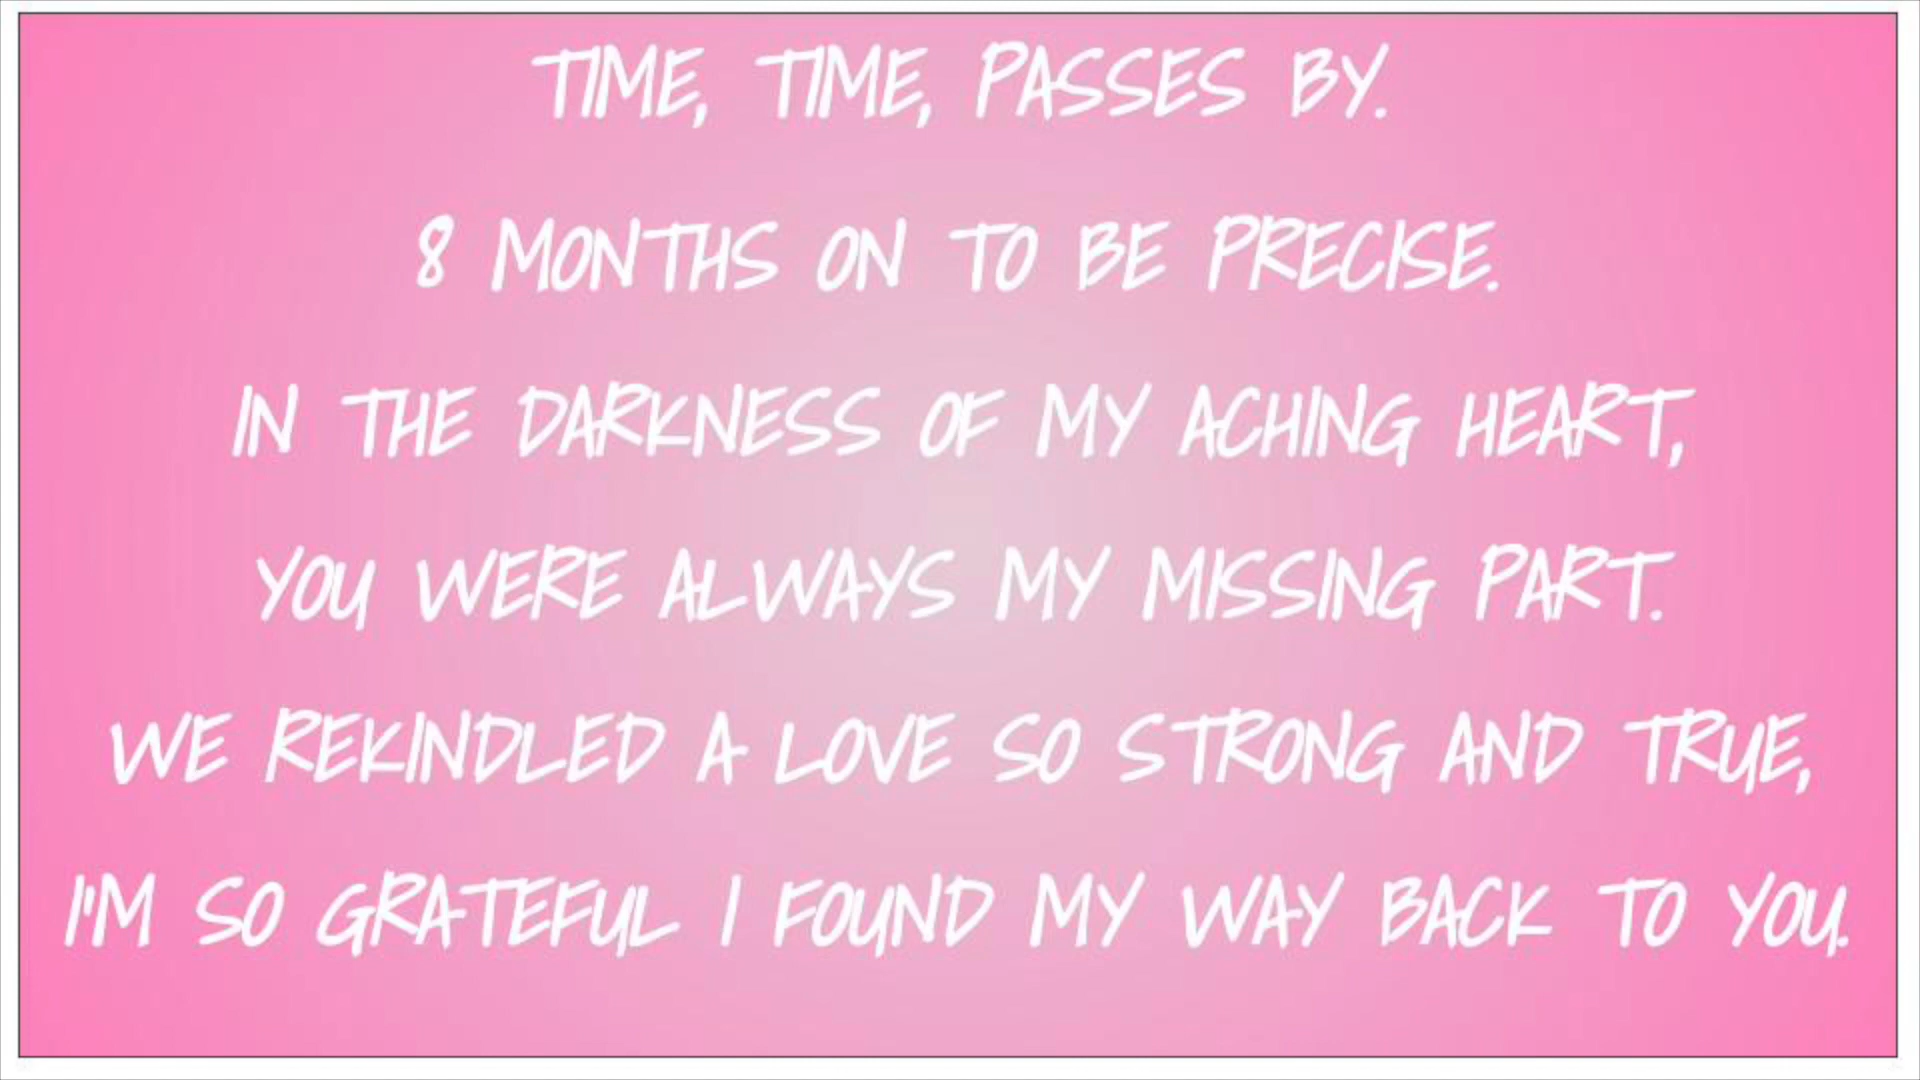 TIME, TIME, PASSES BY.
8 MONTHS ON TO BE PRECISE.
IN THE DARKNESS OF MY ACHING HEART,
YOU WERE ALWAYS MY MISSING PART.
WE REKINDLED A LOVE SO STRONG AND TRUE,
I'M SO GRATEFUL I FOUND MY WAY BACK TO YOU.